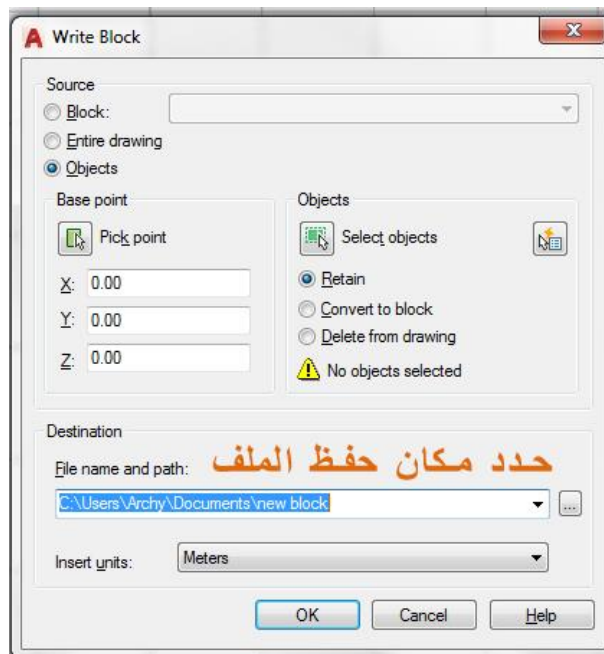 Write Block
Source
Block:
Entire drawing
Objects
Base point
Pick point
X: 0.00
Y: 0.00
Z: 0.00
Objects
Select objects
Retain
Convert to block
Delete from drawing
No objects selected
Destination
File name and path: حدد مكان حفظ الملف
C:\Users\Archy\Documents\new block
...
Insert units: Meters
OK Cancel Help